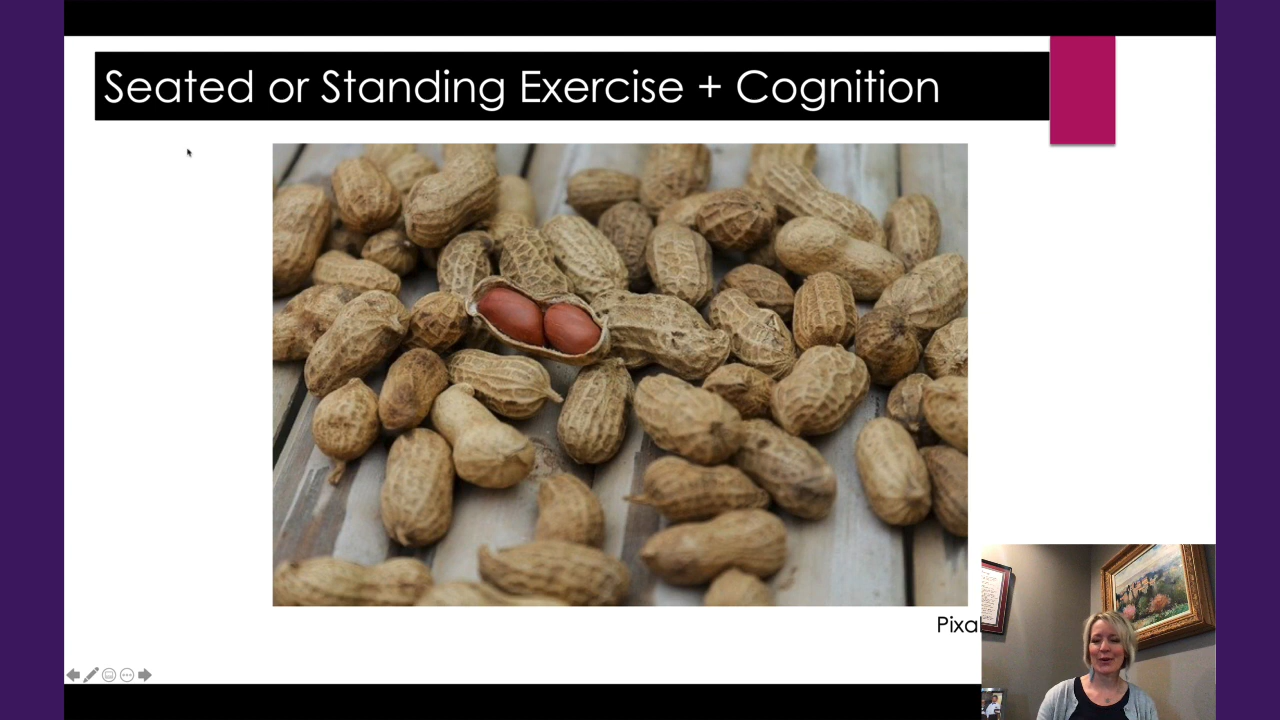 Seated or Standing Exercise + Cognition
Pixa